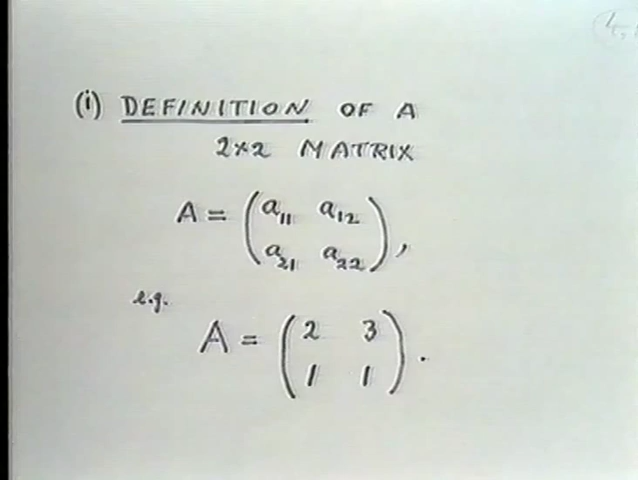 (i) DEFINITION OF A
2×2 MATRIX
A = (a₁₁ a₁₂
a₂₁ a₂₂),
e.g.
A = (2 3
1 1).